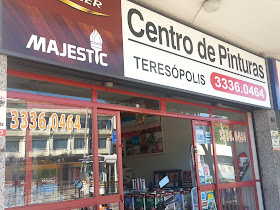 MAJESTIC
Centro de Pinturas
TERESÓPOLIS 3336.0464
3336.0464
3336.0464